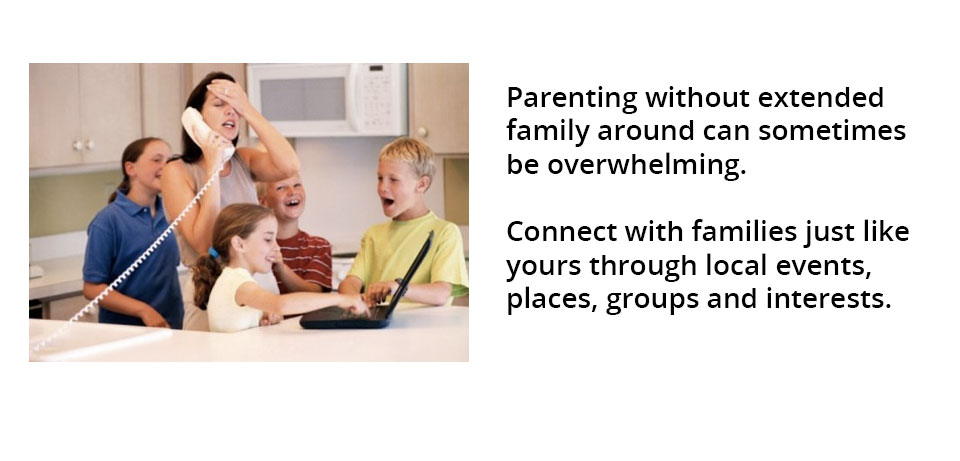 Parenting without extended
family around can sometimes
be overwhelming.
Connect with families just like
yours through local events,
places, groups and interests.